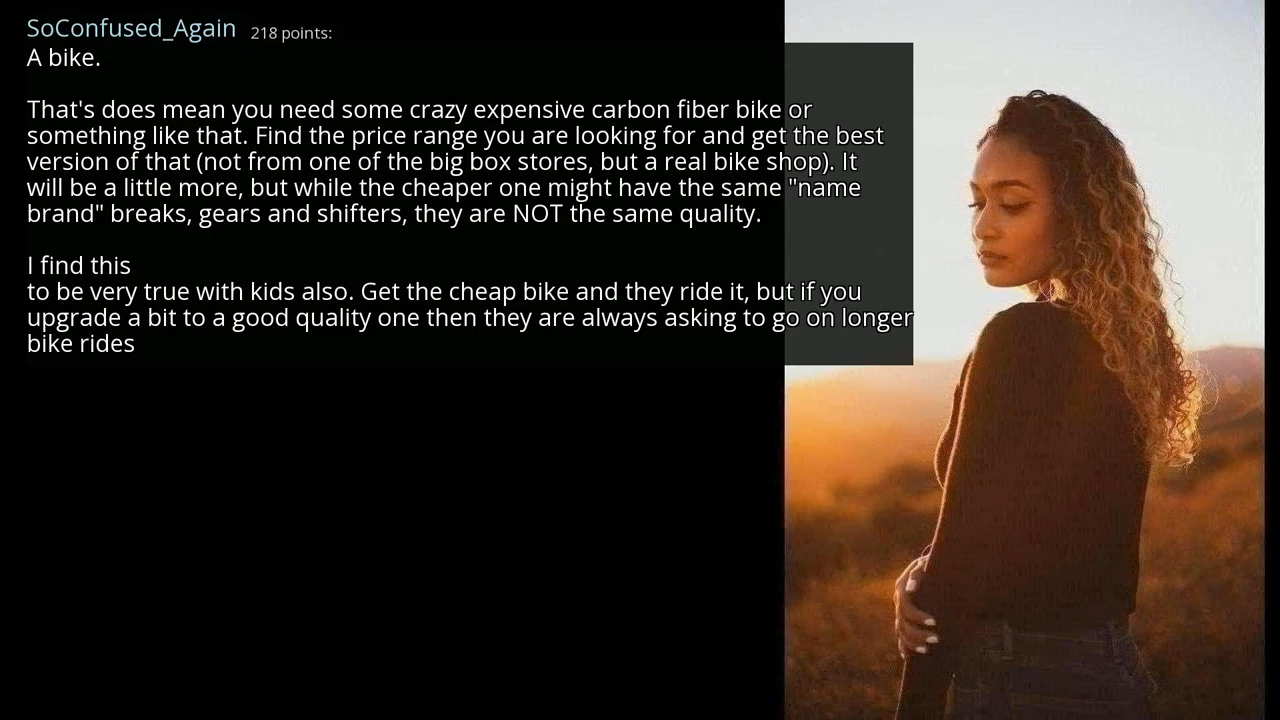 SoConfused_Again 218 points:
A bike.
That's does mean you need some crazy expensive carbon fiber bike or
something like that. Find the price range you are looking for and get the best
version of that (not from one of the big box stores, but a real bike shop). It
will be a little more, but while the cheaper one might have the same "name
brand" breaks, gears and shifters, they are NOT the same quality.
I find this
to be very true with kids also. Get the cheap bike and they ride it, but if you
upgrade a bit to a good quality one then they are always asking to go on longer
bike rides